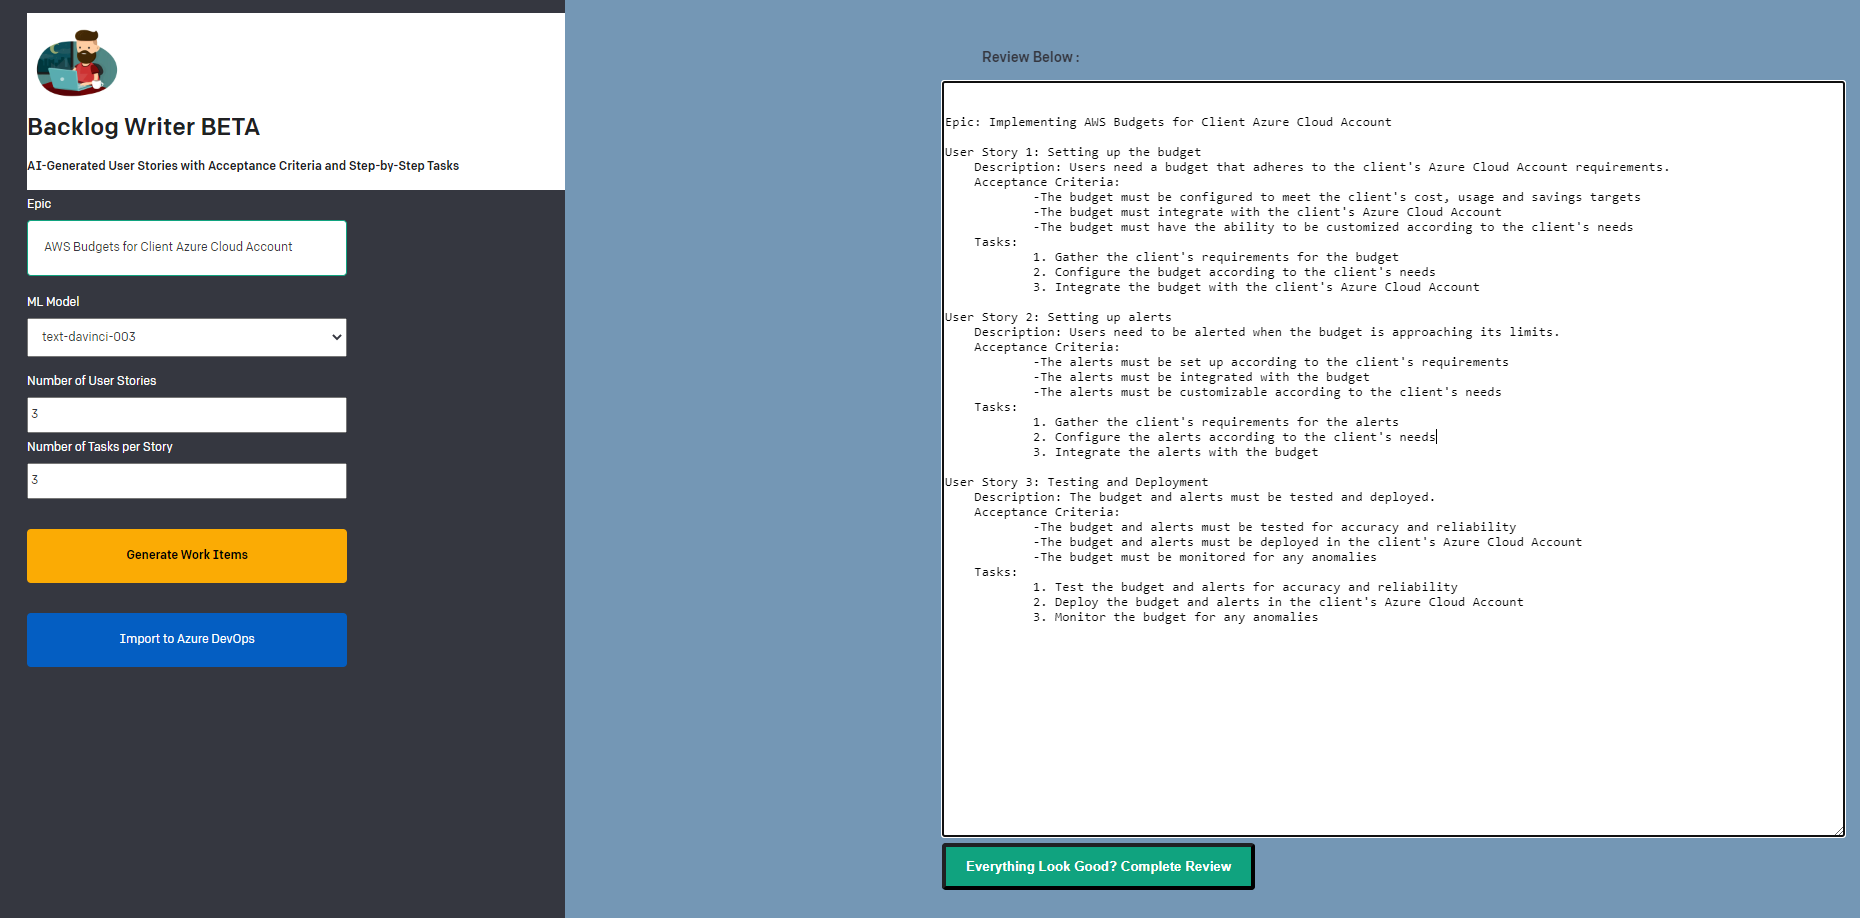 Backlog Writer BETA
AI-Generated User Stories with Acceptance Criteria and Step-by-Step Tasks
Epic
AWS Budgets for Client Azure Cloud Account
ML Model
text-davinci-003
Number of User Stories
3
Number of Tasks per Story
3
Generate Work Items
Import to Azure DevOps
Review Below :
Epic: Implementing AWS Budgets for Client Azure Cloud Account
User Story 1: Setting up the budget
Description: Users need a budget that adheres to the client's Azure Cloud Account requirements.
Acceptance Criteria:
-The budget must be configured to meet the client's cost, usage and savings targets
-The budget must integrate with the client's Azure Cloud Account
-The budget must have the ability to be customized according to the client's needs
Tasks:
1. Gather the client's requirements for the budget
2. Configure the budget according to the client's needs
3. Integrate the budget with the client's Azure Cloud Account
User Story 2: Setting up alerts
Description: Users need to be alerted when the budget is approaching its limits.
Acceptance Criteria:
-The alerts must be set up according to the client's requirements
-The alerts must be integrated with the budget
-The alerts must be customizable according to the client's needs
Tasks:
1. Gather the client's requirements for the alerts
2. Configure the alerts according to the client's needs
3. Integrate the alerts with the budget
User Story 3: Testing and Deployment
Description: The budget and alerts must be tested and deployed.
Acceptance Criteria:
-The budget and alerts must be tested for accuracy and reliability
-The budget and alerts must be deployed in the client's Azure Cloud Account
-The budget must be monitored for any anomalies
Tasks:
1. Test the budget and alerts for accuracy and reliability
2. Deploy the budget and alerts in the client's Azure Cloud Account
3. Monitor the budget for any anomalies
Everything Look Good? Complete Review